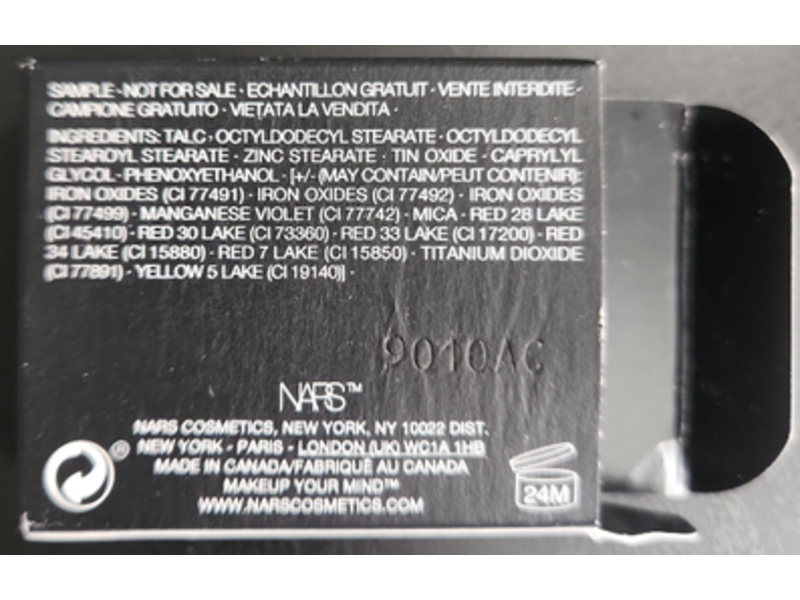 SAMPLE - NOT FOR SALE · ECHANTILLON GRATUIT · VENTE INTERDITE -
CAMPIONE GRATUITO · VIETATA LA VENDITA ·
INGREDIENTS: TALC · OCTYLDODECYL STEARATE · OCTYLDODECYL
STEAROYL STEARATE · ZINC STEARATE · TIN OXIDE · CAPRYLYL
GLYCOL · PHENOXYETHANOL · [+/- (MAY CONTAIN/PEUT CONTENIR):
IRON OXIDES (CI 77491) · IRON OXIDES (CI 77492) · IRON OXIDES
(CI 77499) · MANGANESE VIOLET (CI 77742) · MICA · RED 28 LAKE
(CI 45410) · RED 30 LAKE (CI 73360) · RED 33 LAKE (CI 17200) · RED
34 LAKE (CI 15880) · RED 7 LAKE (CI 15850) · TITANIUM DIOXIDE
(CI 77891) · YELLOW 5 LAKE (CI 19140)] ·
9010AC
NARS™
NARS COSMETICS, NEW YORK, NY 10022 DIST.
NEW YORK - PARIS - LONDON (UK) WC1A 1HB
MADE IN CANADA/FABRIQUÉ AU CANADA
MAKEUP YOUR MIND™
WWW.NARSCOSMETICS.COM
®
24M